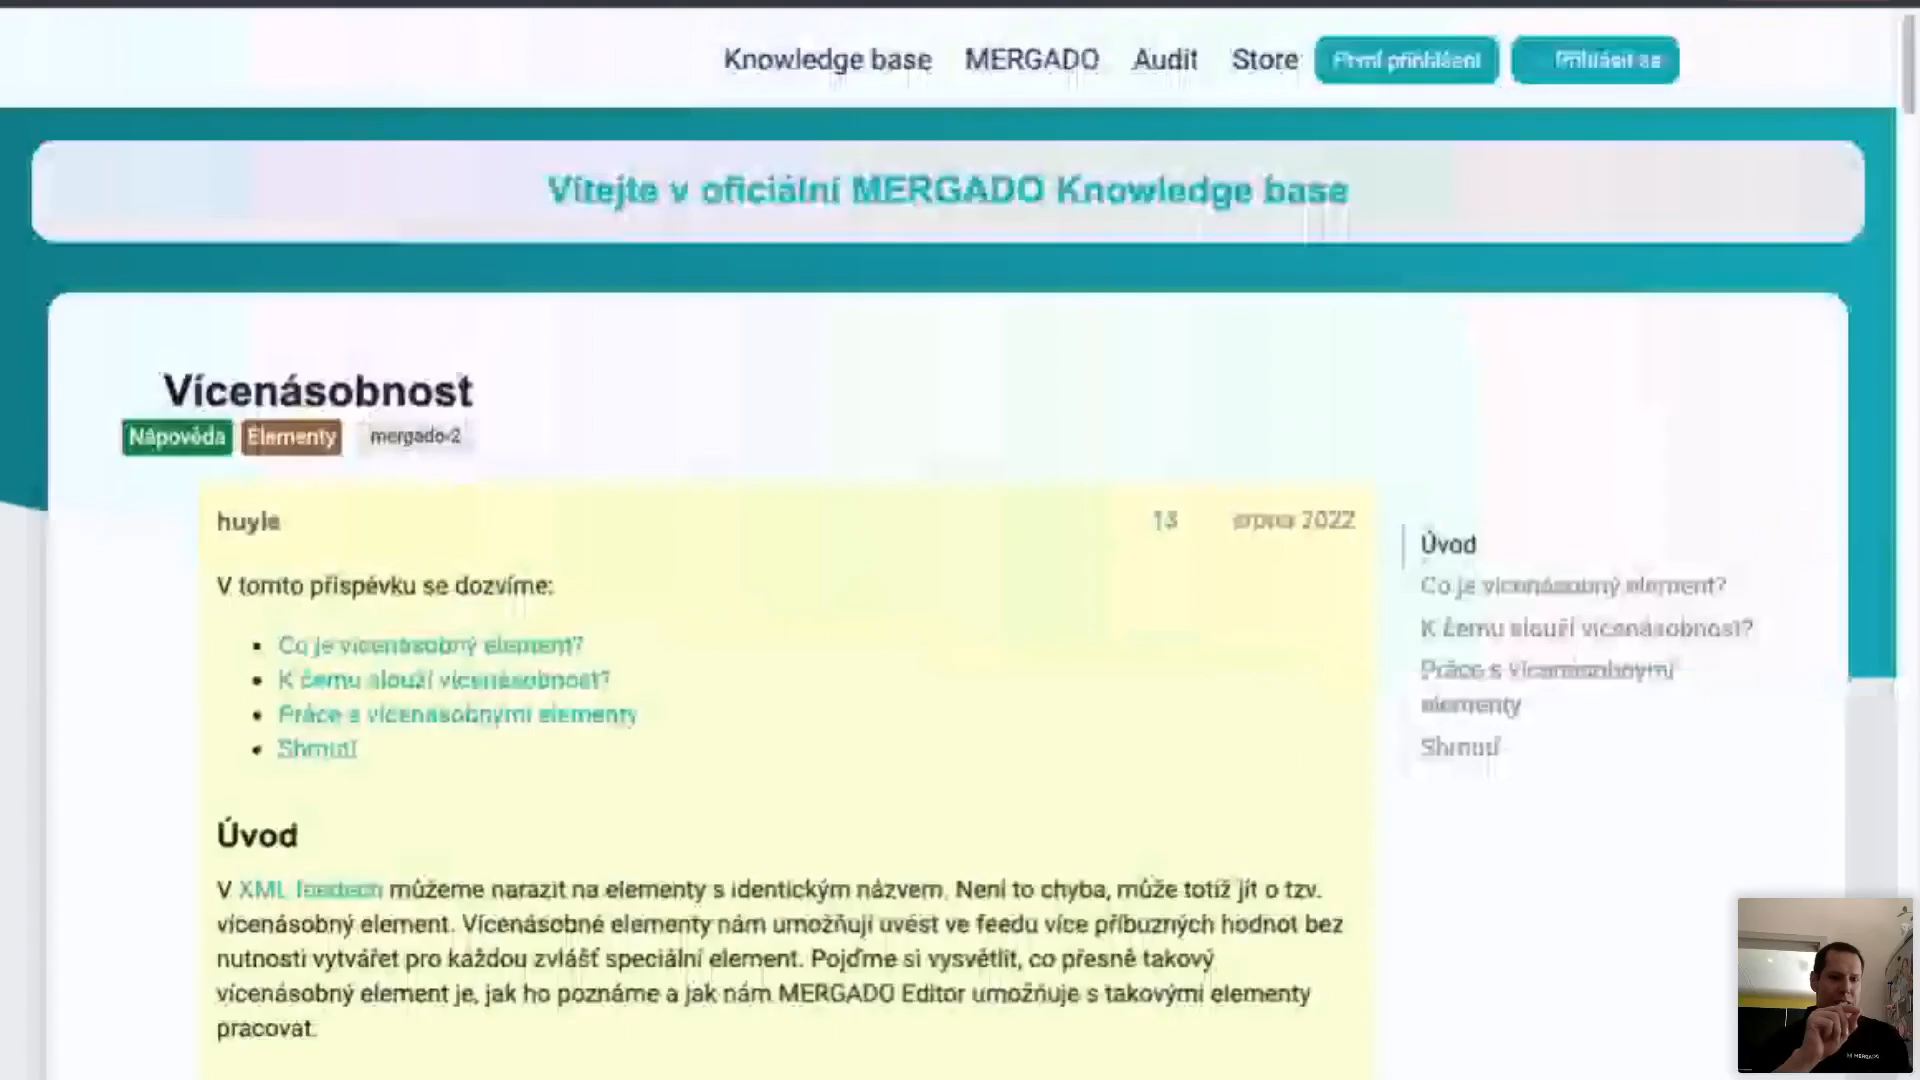 Knowledge base MERGADO Audit Store První přihlášení Přihlásit se
Vítejte v oficiální MERGADO Knowledge base
Vícenásobnost
Nápověda Elementy mergado-2
huyle 13 srpna 2022
V tomto příspěvku se dozvíme:
Co je vícenásobný element?
K čemu slouží vícenásobnost?
Práce s vícenásobnými elementy
Shrnutí
Úvod
Co je vícenásobný element?
K čemu slouží vícenásobnost?
Práce s vícenásobnými
elementy
Shrnutí
Úvod
V XML feedech můžeme narazit na elementy s identickým názvem. Není to chyba, může totiž jít o tzv.
vícenásobný element. Vícenásobné elementy nám umožňují uvést ve feedu více příbuzných hodnot bez
nutnosti vytvářet pro každou zvlášť speciální element. Pojďme si vysvětlit, co přesně takový
vícenásobný element je, jak ho poznáme a jak nám MERGADO Editor umožňuje s takovými elementy
pracovat.
MERGADO